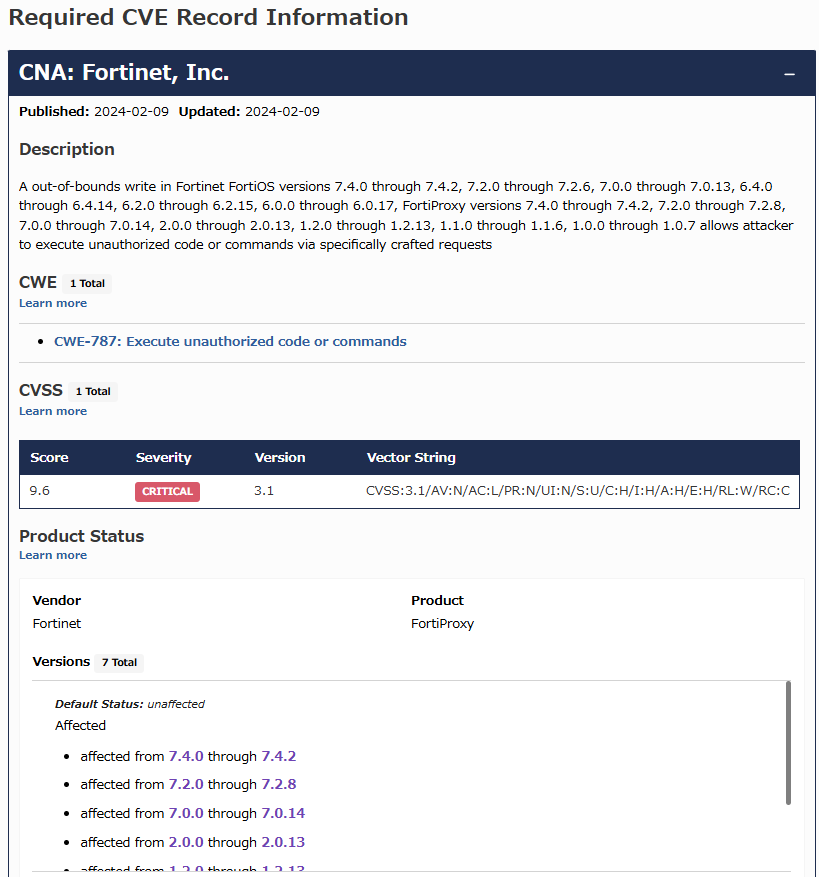 Required CVE Record Information
CNA: Fortinet, Inc.
Published: 2024-02-09 Updated: 2024-02-09
Description
A out-of-bounds write in Fortinet FortiOS versions 7.4.0 through 7.4.2, 7.2.0 through 7.2.6, 7.0.0 through 7.0.13, 6.4.0
through 6.4.14, 6.2.0 through 6.2.15, 6.0.0 through 6.0.17, FortiProxy versions 7.4.0 through 7.4.2, 7.2.0 through 7.2.8,
7.0.0 through 7.0.14, 2.0.0 through 2.0.13, 1.2.0 through 1.2.13, 1.1.0 through 1.1.6, 1.0.0 through 1.0.7 allows attacker
to execute unauthorized code or commands via specifically crafted requests
CWE 1 Total
Learn more
• CWE-787: Execute unauthorized code or commands
CVSS 1 Total
Learn more
Score Severity Version Vector String
9.6 CRITICAL 3.1 CVSS:3.1/AV:N/AC:L/PR:N/UI:N/S:U/C:H/I:H/A:H/E:H/RL:W/RC:C
Product Status
Learn more
Vendor Product
Fortinet FortiProxy
Versions 7 Total
Default Status: unaffected
Affected
• affected from 7.4.0 through 7.4.2
• affected from 7.2.0 through 7.2.8
• affected from 7.0.0 through 7.0.14
• affected from 2.0.0 through 2.0.13
• affected from 1.2.0 through 1.2.13